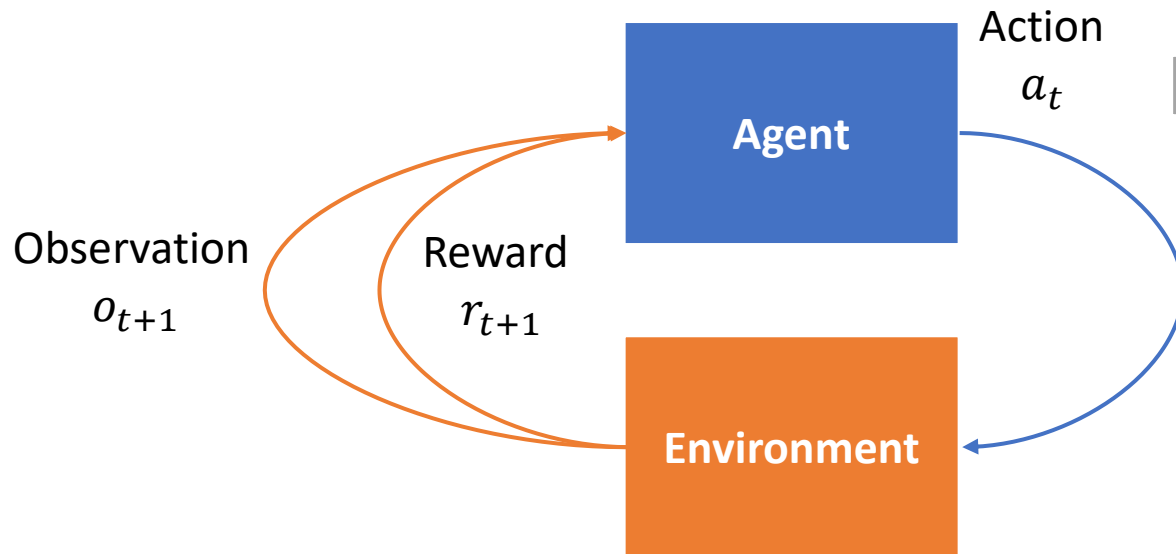 Action
a_t
Agent
Observation
o_{t+1}
Reward
r_{t+1}
Environment